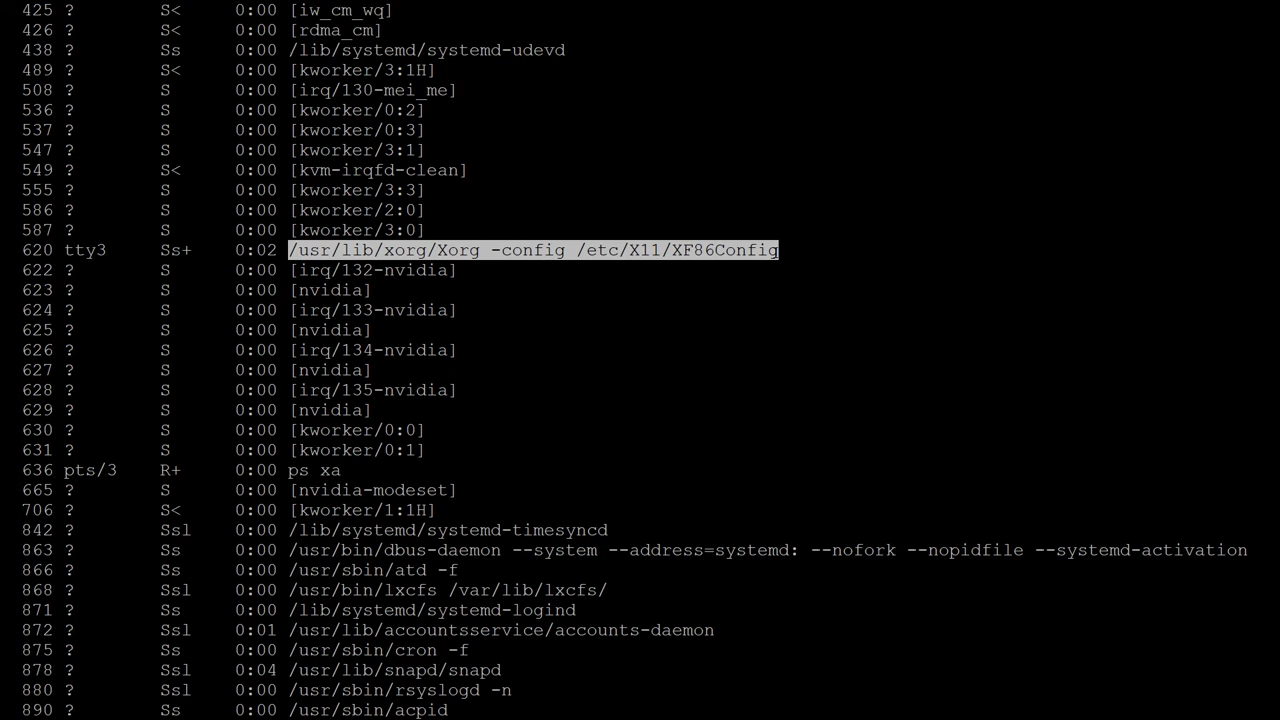 425 ? S< 0:00 [iw_cm_wq]
426 ? S< 0:00 [rdma_cm]
438 ? Ss 0:00 /lib/systemd/systemd-udevd
489 ? S< 0:00 [kworker/3:1H]
508 ? S 0:00 [irq/130-mei_me]
536 ? S 0:00 [kworker/0:2]
537 ? S 0:00 [kworker/0:3]
547 ? S 0:00 [kworker/3:1]
549 ? S< 0:00 [kvm-irqfd-clean]
555 ? S 0:00 [kworker/3:3]
586 ? S 0:00 [kworker/2:0]
587 ? S 0:00 [kworker/3:0]
620 tty3 Ss+ 0:02 /usr/lib/xorg/Xorg -config /etc/X11/XF86Config
622 ? S 0:00 [irq/132-nvidia]
623 ? S 0:00 [nvidia]
624 ? S 0:00 [irq/133-nvidia]
625 ? S 0:00 [nvidia]
626 ? S 0:00 [irq/134-nvidia]
627 ? S 0:00 [nvidia]
628 ? S 0:00 [irq/135-nvidia]
629 ? S 0:00 [nvidia]
630 ? S 0:00 [kworker/0:0]
631 ? S 0:00 [kworker/0:1]
636 pts/3 R+ 0:00 ps xa
665 ? S 0:00 [nvidia-modeset]
706 ? S< 0:00 [kworker/1:1H]
842 ? Ssl 0:00 /lib/systemd/systemd-timesyncd
863 ? Ss 0:00 /usr/bin/dbus-daemon --system --address=systemd: --nofork --nopidfile --systemd-activation
866 ? Ss 0:00 /usr/sbin/atd -f
868 ? Ssl 0:00 /usr/bin/lxcfs /var/lib/lxcfs/
871 ? Ss 0:00 /lib/systemd/systemd-logind
872 ? Ssl 0:01 /usr/lib/accountsservice/accounts-daemon
875 ? Ss 0:00 /usr/sbin/cron -f
878 ? Ssl 0:04 /usr/lib/snapd/snapd
880 ? Ssl 0:00 /usr/sbin/rsyslogd -n
890 ? Ss 0:00 /usr/sbin/acpid